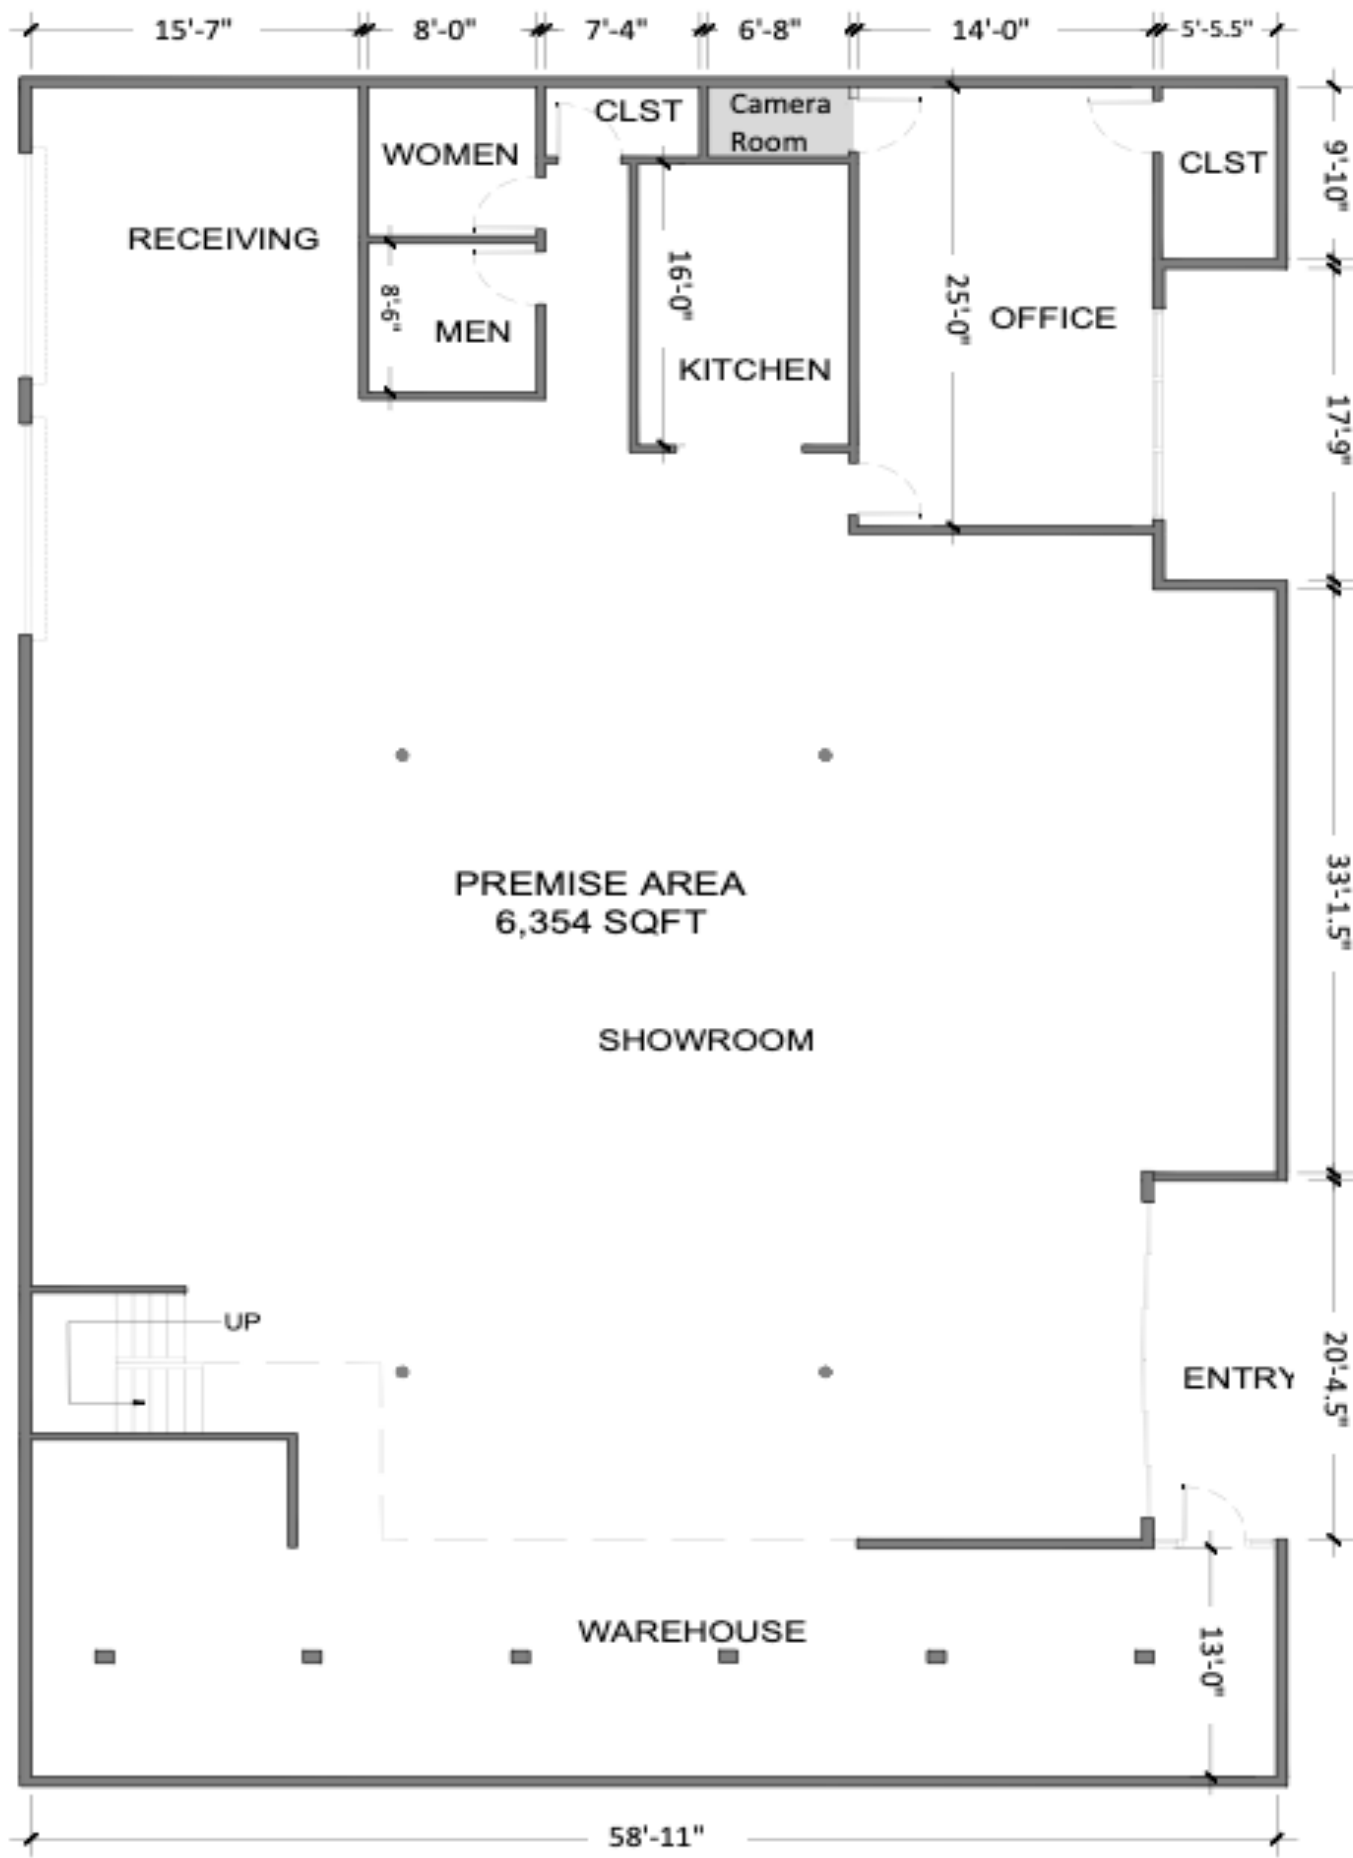 15'-7" 8'-0" 7'-4" 6'-8" 14'-0" 5'-5.5"
CLST
Camera
Room
WOMEN
CLST
9'-10"
RECEIVING
16'-0"
25'-0"
8'-6"
MEN
OFFICE
KITCHEN
17'-9"
PREMISE AREA
6,354 SQFT
33'-1.5"
SHOWROOM
UP
ENTRY
20'-4.5"
WAREHOUSE
13'-0"
58'-11"